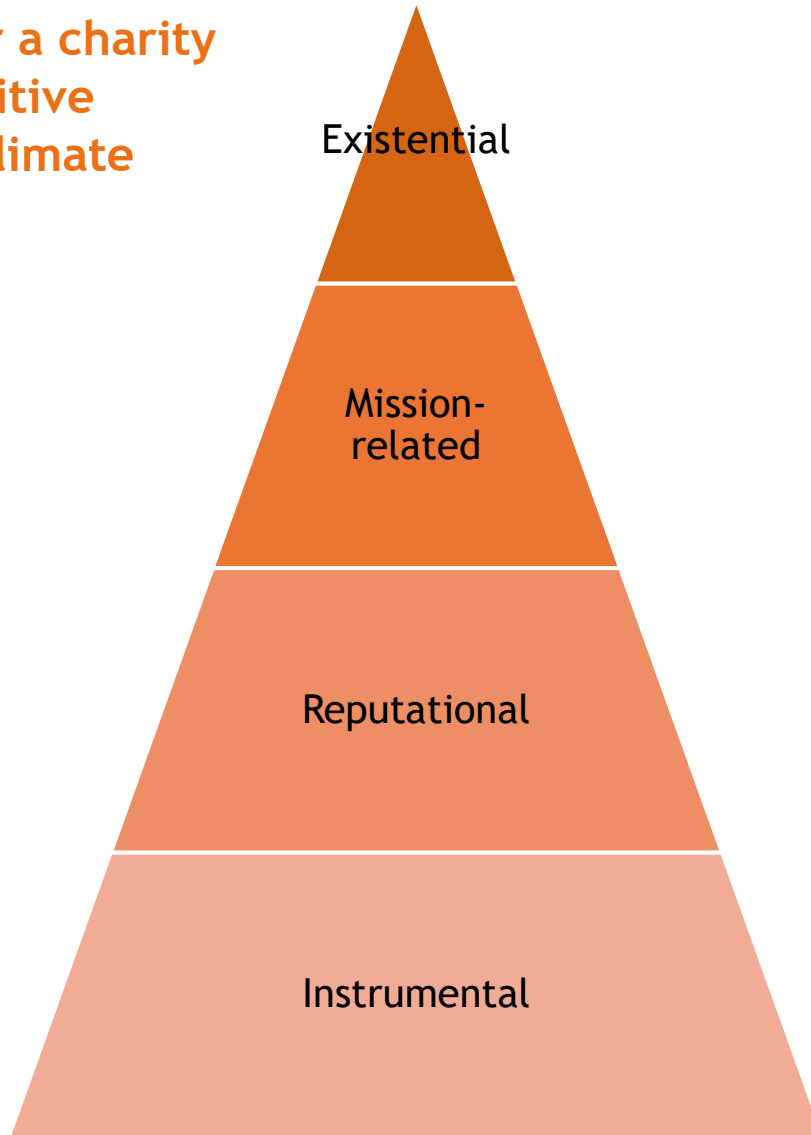 r a charity
itive
limate
Existential
Mission-
related
Reputational
Instrumental